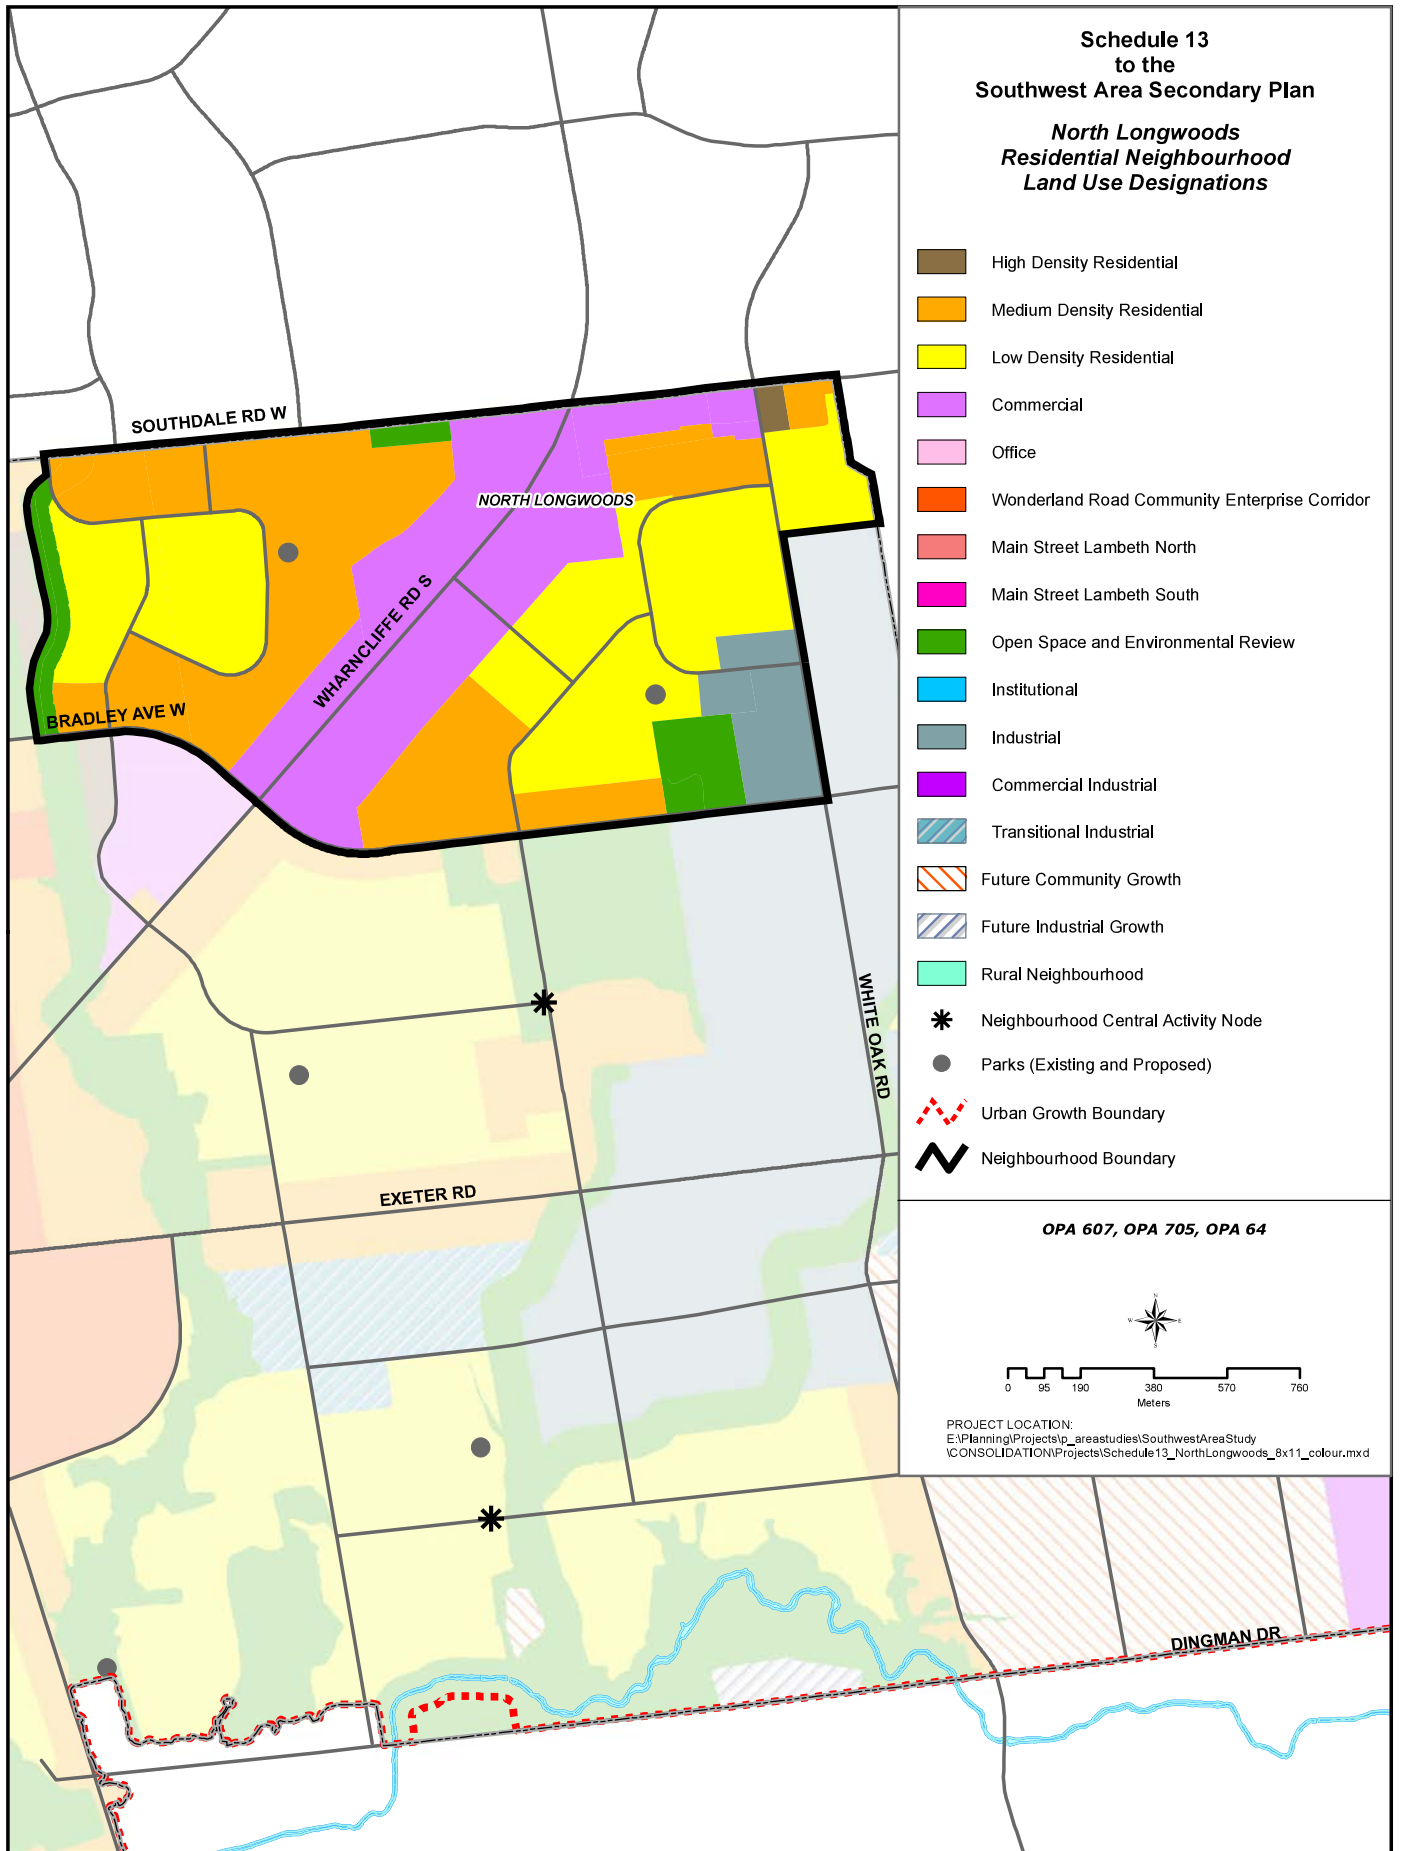 Schedule 13
to the
Southwest Area Secondary Plan
North Longwoods
Residential Neighbourhood
Land Use Designations
High Density Residential
Medium Density Residential
Low Density Residential
Commercial
Office
Wonderland Road Community Enterprise Corridor
Main Street Lambeth North
Main Street Lambeth South
Open Space and Environmental Review
Institutional
Industrial
Commercial Industrial
Transitional Industrial
Future Community Growth
Future Industrial Growth
Rural Neighbourhood
Neighbourhood Central Activity Node
Parks (Existing and Proposed)
Urban Growth Boundary
Neighbourhood Boundary
OPA 607, OPA 705, OPA 64
N
W E
S
0 95 190 380 570 760
Meters
PROJECT LOCATION:
E:\Planning\Projects\p_areastudies\SouthwestAreaStudy
\CONSOLIDATION\Projects\Schedule13_NorthLongwoods_8x11_colour.mxd
SOUTHDALE RD W
NORTH LONGWOODS
WHARNCLIFFE RD S
BRADLEY AVE W
WHITE OAK RD
EXETER RD
DINGMAN DR